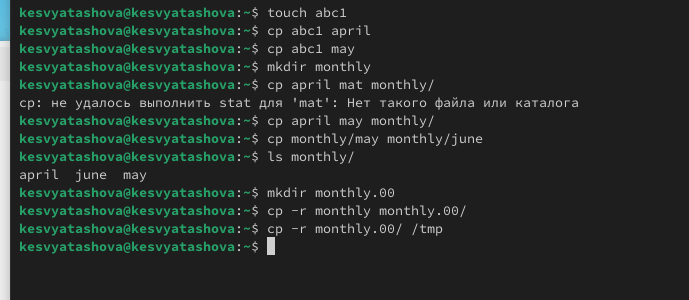 kesvyatashova@kesvyatashova:~$ touch abc1
kesvyatashova@kesvyatashova:~$ cp abc1 april
kesvyatashova@kesvyatashova:~$ cp abc1 may
kesvyatashova@kesvyatashova:~$ mkdir monthly
kesvyatashova@kesvyatashova:~$ cp april mat monthly/
cp: не удалось выполнить stat для 'mat': Нет такого файла или каталога
kesvyatashova@kesvyatashova:~$ cp april may monthly/
kesvyatashova@kesvyatashova:~$ cp monthly/may monthly/june
kesvyatashova@kesvyatashova:~$ ls monthly/
april  june  may
kesvyatashova@kesvyatashova:~$ mkdir monthly.00
kesvyatashova@kesvyatashova:~$ cp -r monthly monthly.00/
kesvyatashova@kesvyatashova:~$ cp -r monthly.00/ /tmp
kesvyatashova@kesvyatashova:~$